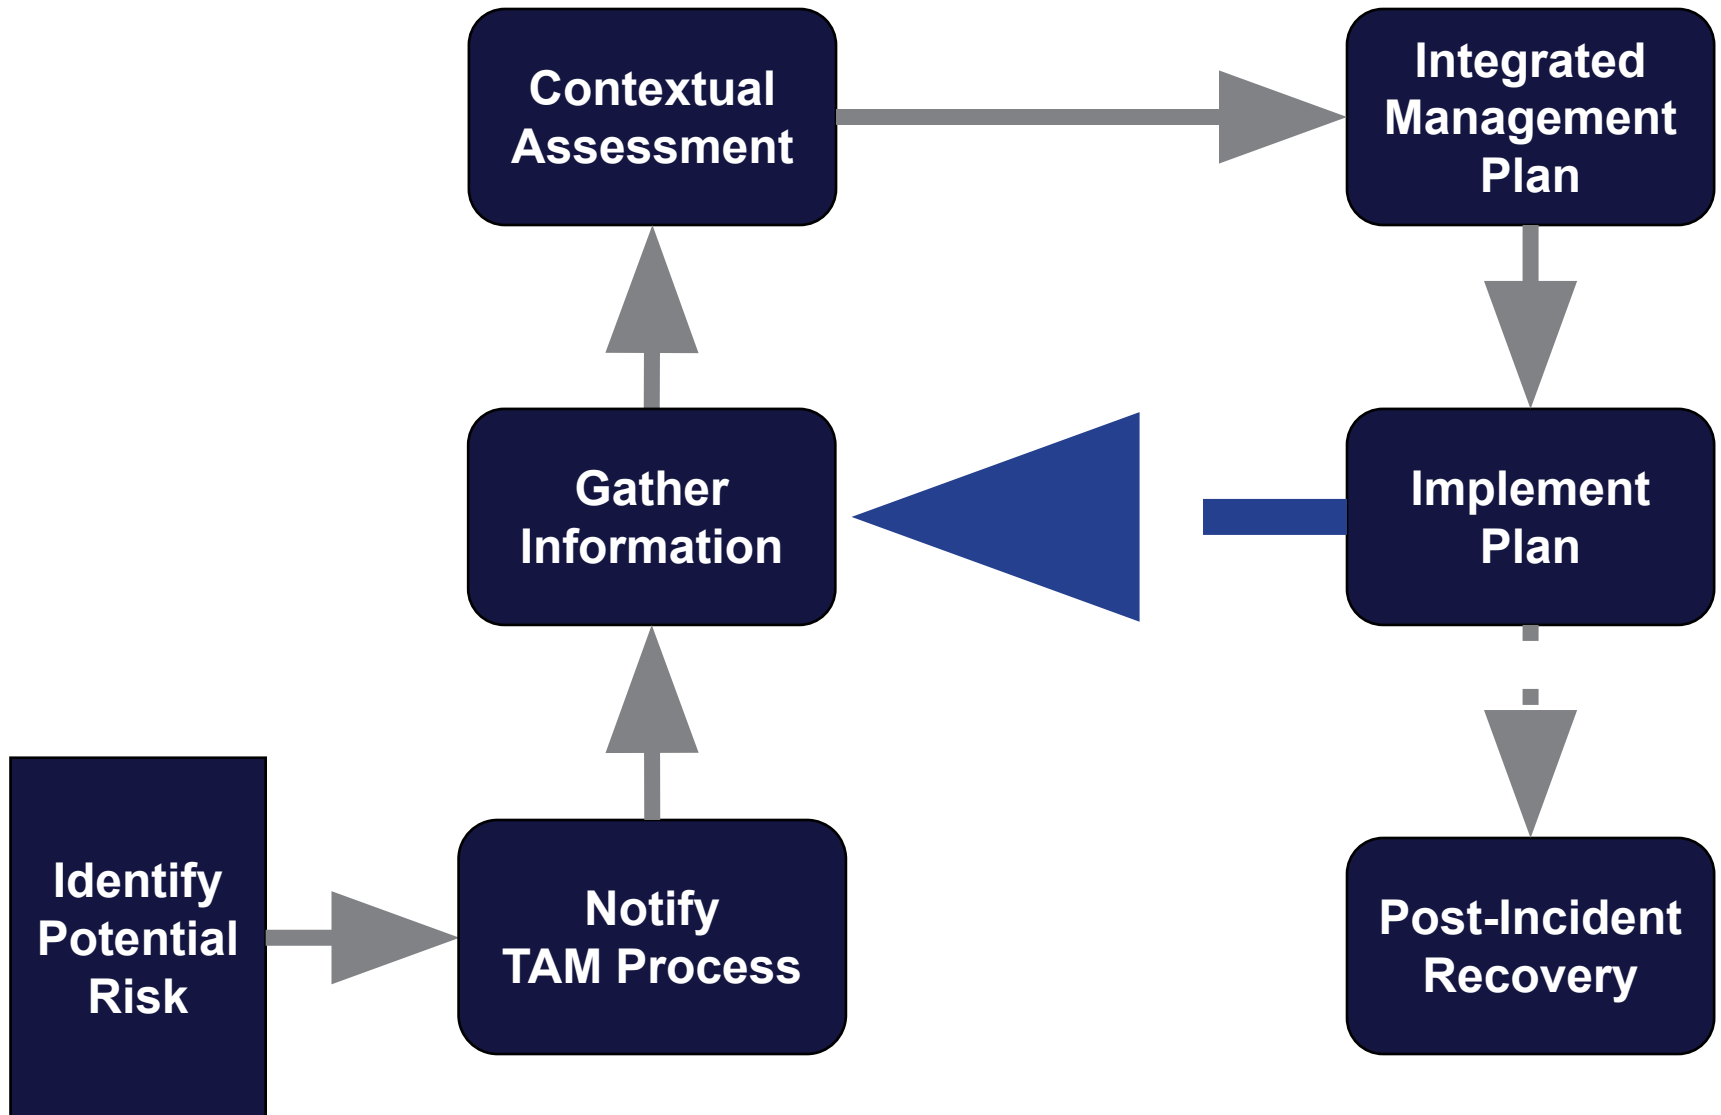 Contextual
Assessment
Integrated
Management
Plan
Gather
Information
Implement
Plan
Identify
Potential
Risk
Notify
TAM Process
Post-Incident
Recovery